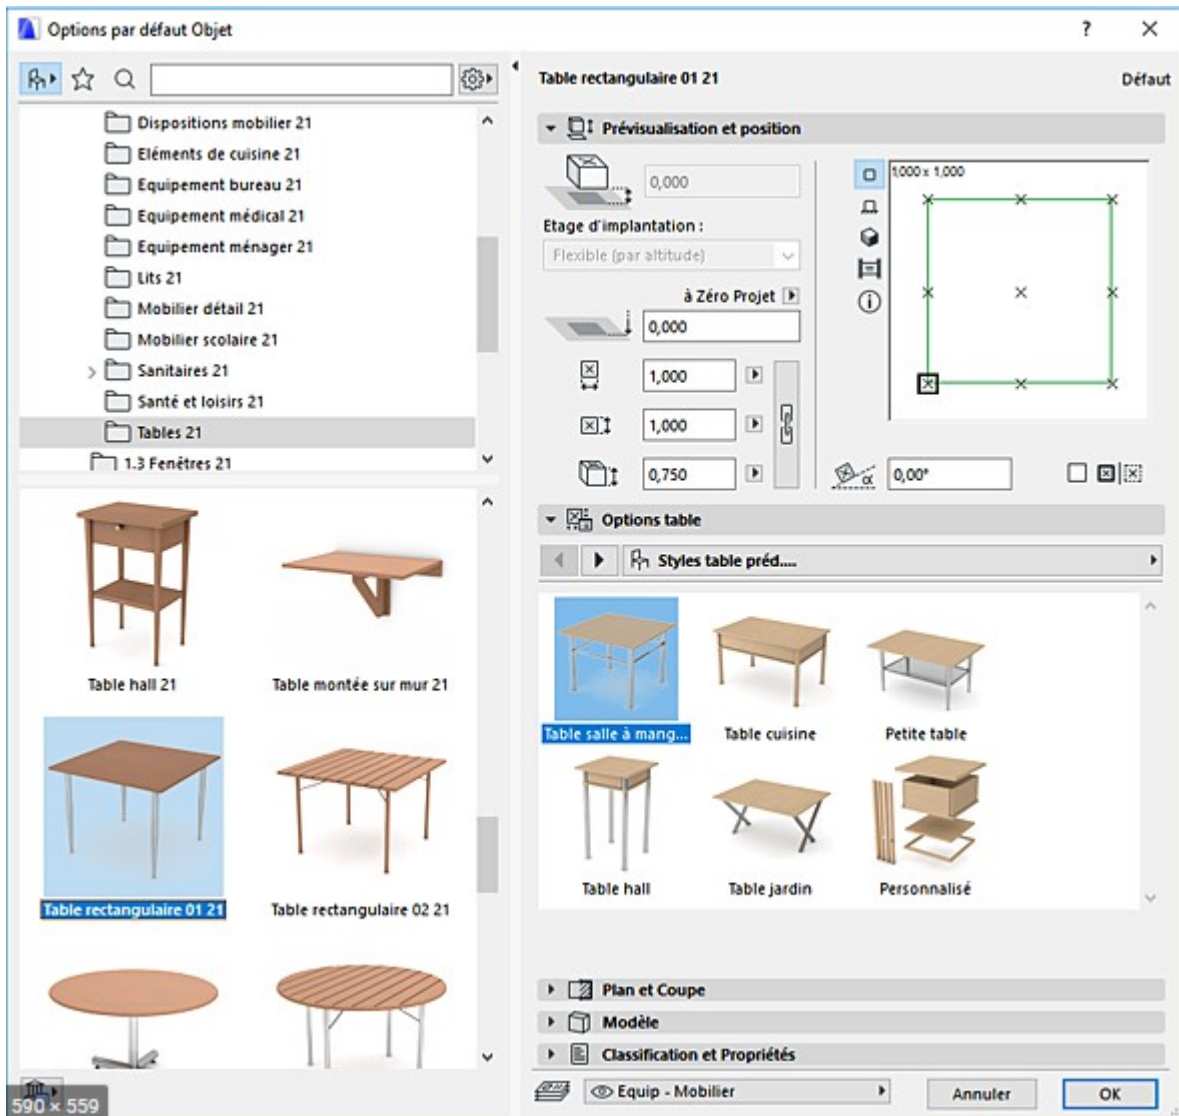 Options par défaut Objet
?
Dispositions mobilier 21
Eléments de cuisine 21
Equipement bureau 21
Equipement médical 21
Equipement ménager 21
Lits 21
Mobilier détail 21
Mobilier scolaire 21
Sanitaires 21
Santé et loisirs 21
Tables 21
1.3 Fenêtres 21
Table hall 21
Table montée sur mur 21
Table rectangulaire 01 21
Table rectangulaire 02 21
590 × 559
Table rectangulaire 01 21
Défaut
Prévisualisation et position
0,000
Etage d'implantation :
Flexible (par altitude)
à Zéro Projet
0,000
1,000
1,000
0,750
1,000 x 1,000
α 0,00°
Options table
Styles table préd....
Table salle à mang...
Table cuisine
Petite table
Table hall
Table jardin
Personnalisé
Plan et Coupe
Modèle
Classification et Propriétés
Equip - Mobilier
Annuler
OK